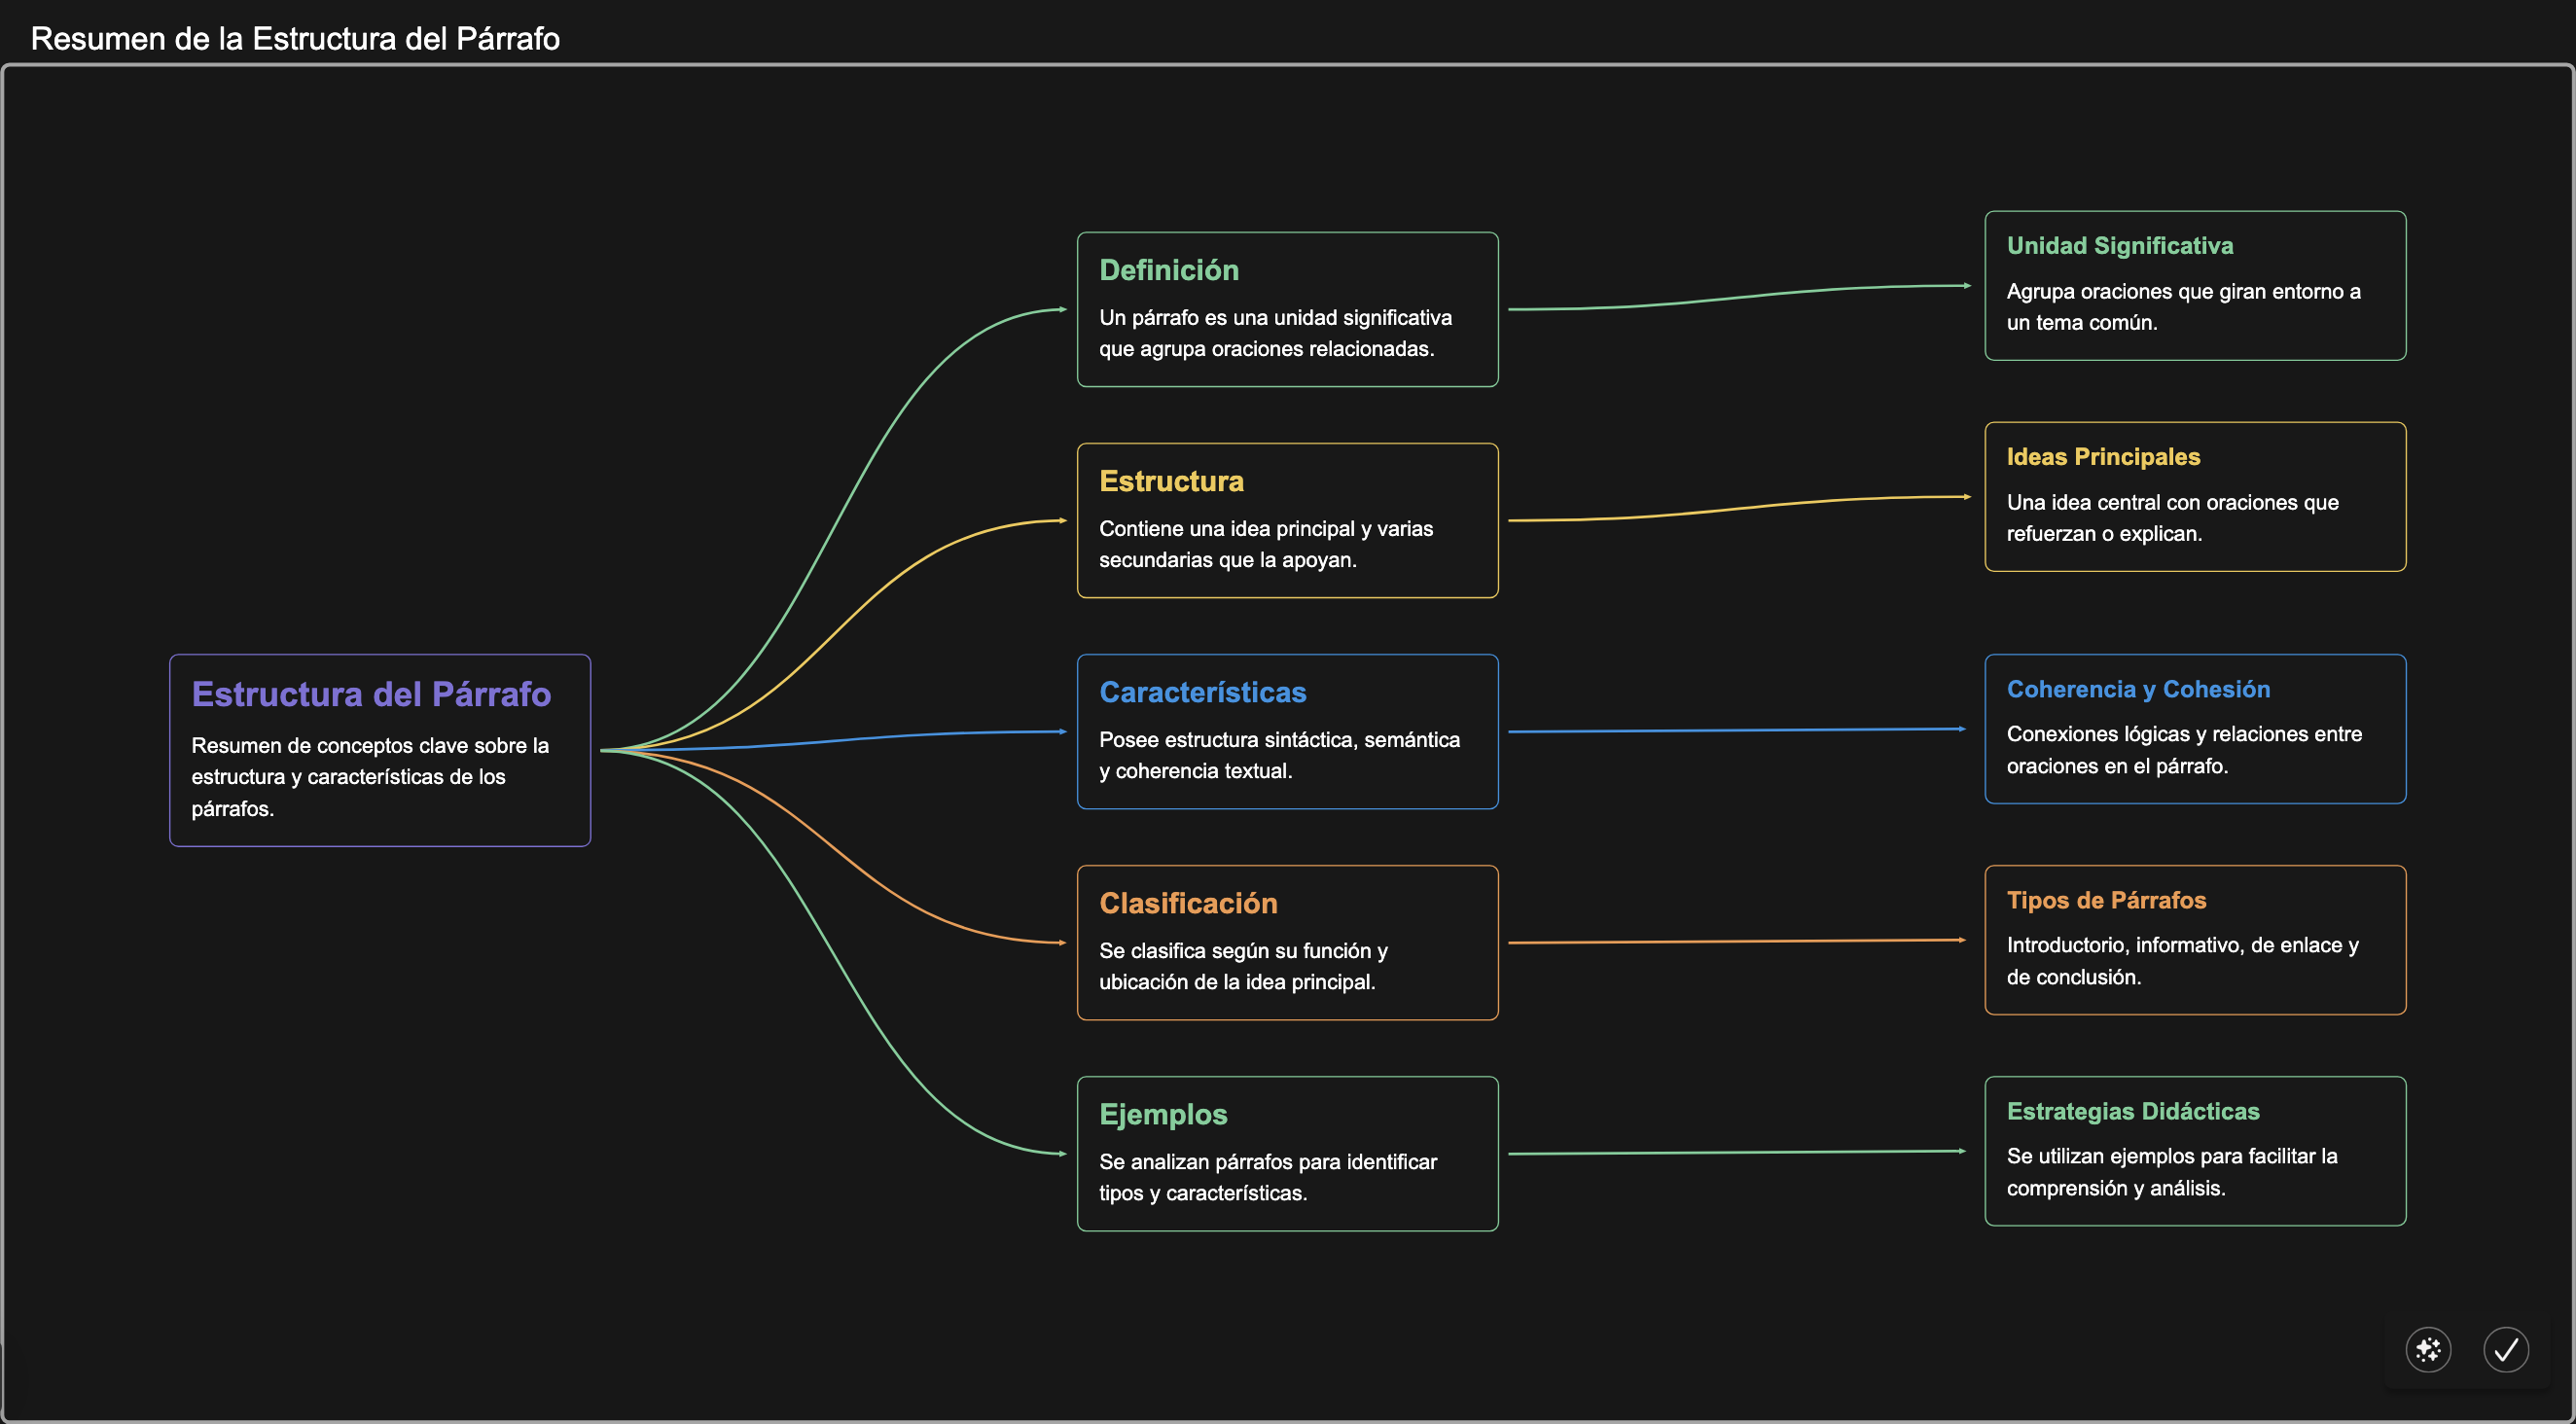 Resumen de la Estructura del Párrafo
Estructura del Párrafo
Resumen de conceptos clave sobre la
estructura y características de los
párrafos.
Definición
Un párrafo es una unidad significativa
que agrupa oraciones relacionadas.
Unidad Significativa
Agrupa oraciones que giran entorno a
un tema común.
Estructura
Contiene una idea principal y varias
secundarias que la apoyan.
Ideas Principales
Una idea central con oraciones que
refuerzan o explican.
Características
Posee estructura sintáctica, semántica
y coherencia textual.
Coherencia y Cohesión
Conexiones lógicas y relaciones entre
oraciones en el párrafo.
Clasificación
Se clasifica según su función y
ubicación de la idea principal.
Tipos de Párrafos
Introductorio, informativo, de enlace y
de conclusión.
Ejemplos
Se analizan párrafos para identificar
tipos y características.
Estrategias Didácticas
Se utilizan ejemplos para facilitar la
comprensión y análisis.